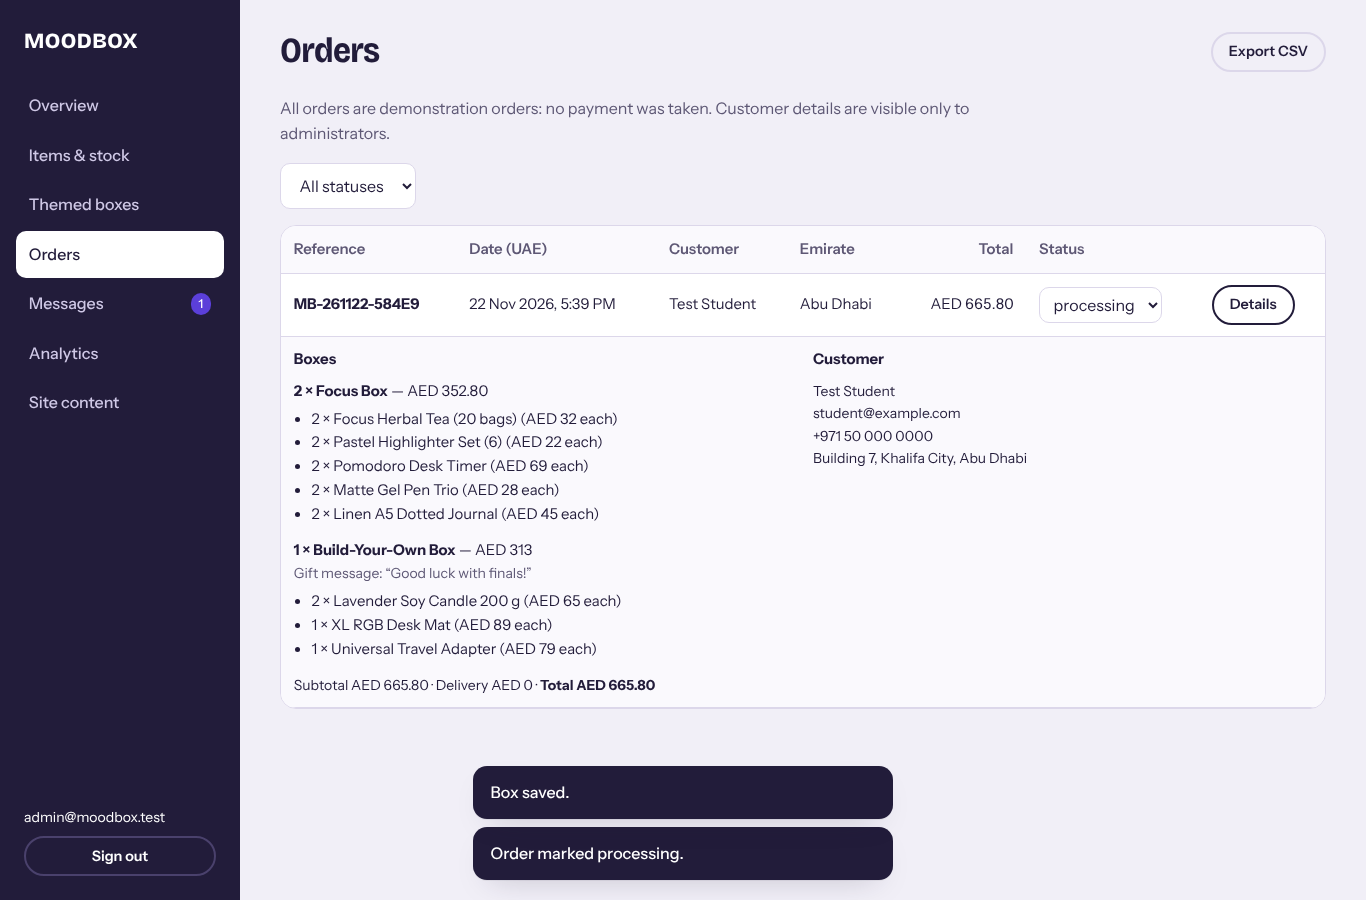 MOODBOX
Overview
Items & stock
Themed boxes
Orders
Messages 1
Analytics
Site content
admin@moodbox.test
Sign out
Orders
Export CSV
All orders are demonstration orders: no payment was taken. Customer details are visible only to
administrators.
All statuses
Reference Date (UAE) Customer Emirate Total Status
MB-261122-584E9 22 Nov 2026, 5:39 PM Test Student Abu Dhabi AED 665.80 processing Details
Boxes
2 × Focus Box — AED 352.80
• 2 × Focus Herbal Tea (20 bags) (AED 32 each)
• 2 × Pastel Highlighter Set (6) (AED 22 each)
• 2 × Pomodoro Desk Timer (AED 69 each)
• 2 × Matte Gel Pen Trio (AED 28 each)
• 2 × Linen A5 Dotted Journal (AED 45 each)
1 × Build-Your-Own Box — AED 313
Gift message: “Good luck with finals!”
• 2 × Lavender Soy Candle 200 g (AED 65 each)
• 1 × XL RGB Desk Mat (AED 89 each)
• 1 × Universal Travel Adapter (AED 79 each)
Subtotal AED 665.80 · Delivery AED 0 · Total AED 665.80
Customer
Test Student
student@example.com
+971 50 000 0000
Building 7, Khalifa City, Abu Dhabi
Box saved.
Order marked processing.